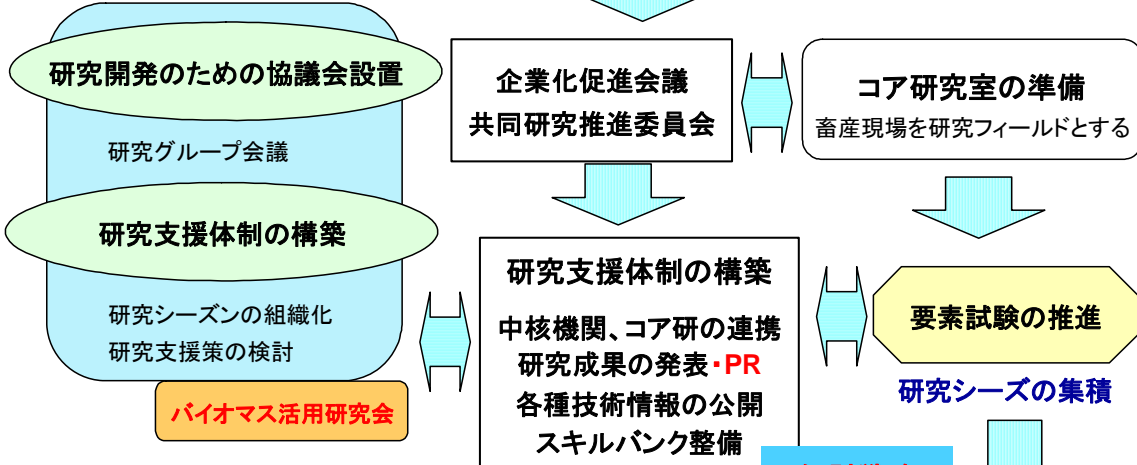 研究開発のための協議会設置
研究グループ会議
研究支援体制の構築
研究シーズンの組織化
研究支援策の検討
バイオマス活用研究会
企業化促進会議
共同研究推進委員会
コア研究室の準備
畜産現場を研究フィールドとする
研究支援体制の構築
中核機関、コア研の連携
研究成果の発表・PR
各種技術情報の公開
スキルバンク整備
要素試験の推進
研究シーズの集積